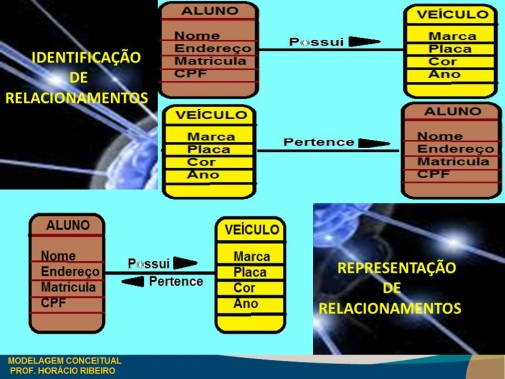 IDENTIFICAÇÃO
DE
RELACIONAMENTOS
ALUNO
Nome
Endereço
Matrícula
CPF
Possui
VEÍCULO
Marca
Placa
Cor
Ano
VEÍCULO
Marca
Placa
Cor
Ano
Pertence
ALUNO
Nome
Endereço
Matrícula
CPF
ALUNO
Nome
Endereço
Matricula
CPF
Possui
Pertence
VEÍCULO
Marca
Placa
Cor
Ano
REPRESENTAÇÃO
DE
RELACIONAMENTOS
MODELAGEM CONCEITUAL
PROF. HORÁCIO RIBEIRO